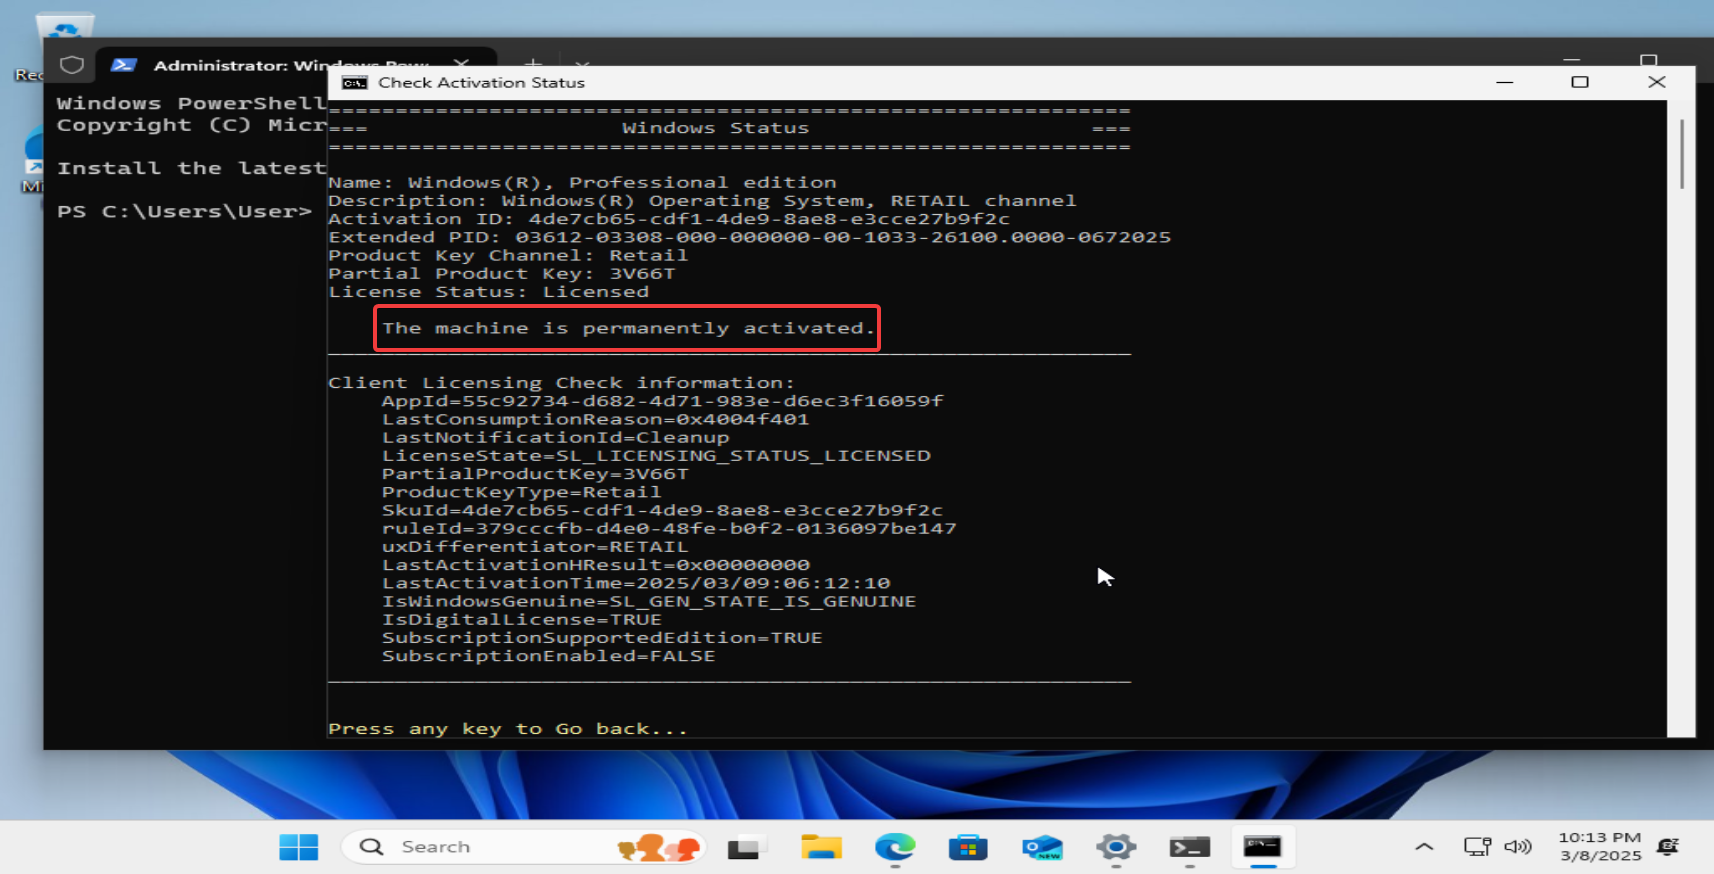 Rec
Administrator: Windows Pow
Check Activation Status
Windows PowerShell
Copyright (C) Micr
Install the latest
PS C:\Users\User>
Mi
============================================================
=== Windows Status ===
============================================================
Name: Windows(R), Professional edition
Description: Windows(R) Operating System, RETAIL channel
Activation ID: 4de7cb65-cdf1-4de9-8ae8-e3cce27b9f2c
Extended PID: 03612-03308-000-000000-00-1033-26100.0000-0672025
Product Key Channel: Retail
Partial Product Key: 3V66T
License Status: Licensed
The machine is permanently activated.
____________________________________________________________
Client Licensing Check information:
AppId=55c92734-d682-4d71-983e-d6ec3f16059f
LastConsumptionReason=0x4004f401
LastNotificationId=Cleanup
LicenseState=SL_LICENSING_STATUS_LICENSED
PartialProductKey=3V66T
ProductKeyType=Retail
SkuId=4de7cb65-cdf1-4de9-8ae8-e3cce27b9f2c
ruleId=379cccfb-d4e0-48fe-b0f2-0136097be147
uxDifferentiator=RETAIL
LastActivationHResult=0x00000000
LastActivationTime=2025/03/09:06:12:10
IsWindowsGenuine=SL_GEN_STATE_IS_GENUINE
IsDigitalLicense=TRUE
SubscriptionSupportedEdition=TRUE
SubscriptionEnabled=FALSE
____________________________________________________________
Press any key to Go back...
Search
NEW
10:13 PM
3/8/2025